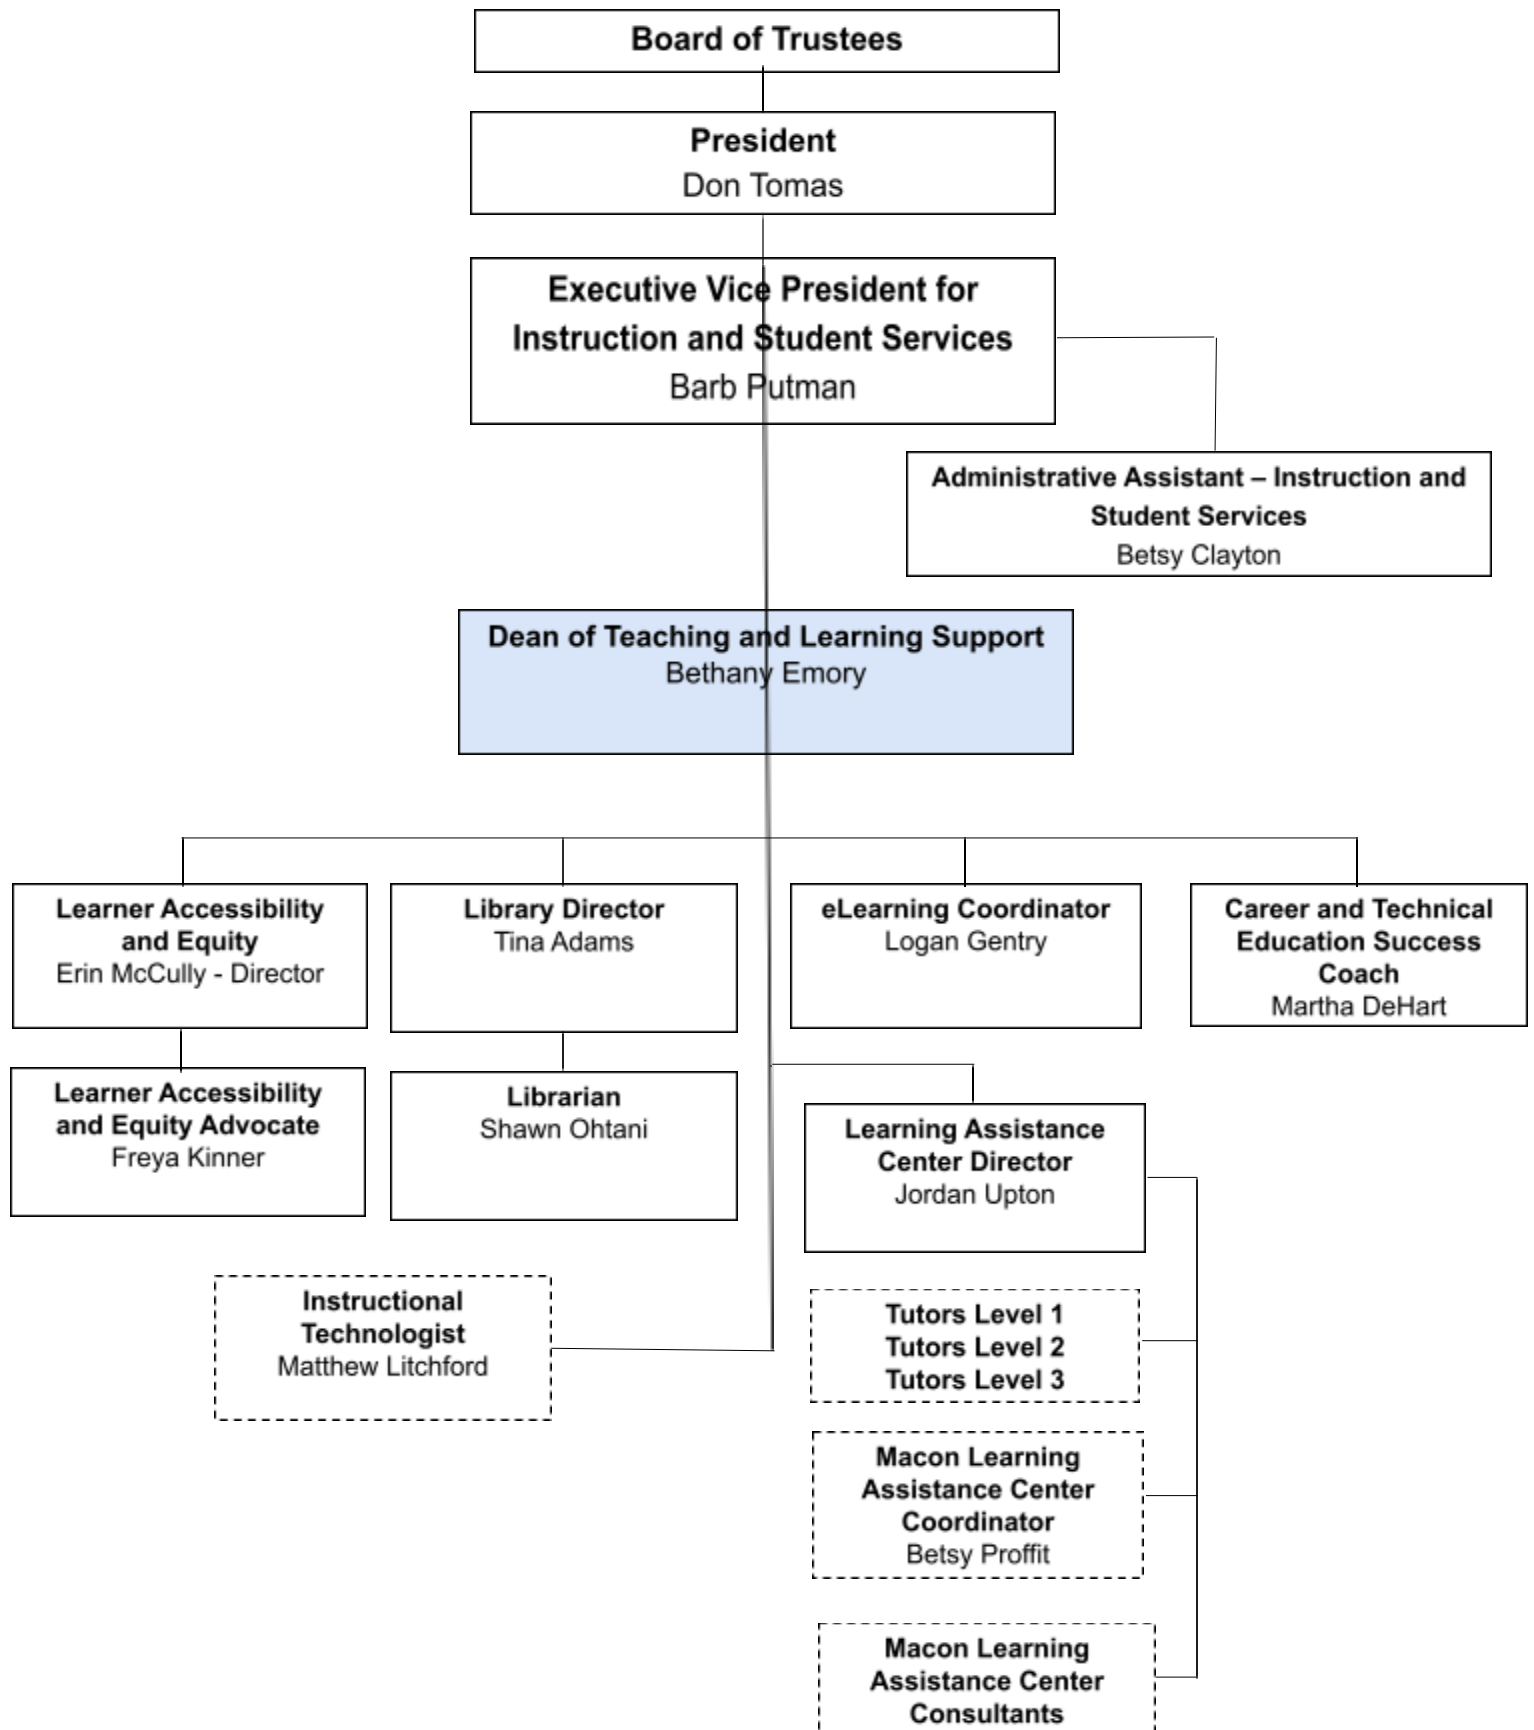 Board of Trustees
President
Don Tomas
Executive Vice President for
Instruction and Student Services
Barb Putman
Administrative Assistant – Instruction and
Student Services
Betsy Clayton
Dean of Teaching and Learning Support
Bethany Emory
Learner Accessibility
and Equity
Erin McCully - Director
Library Director
Tina Adams
eLearning Coordinator
Logan Gentry
Career and Technical
Education Success
Coach
Martha DeHart
Learner Accessibility
and Equity Advocate
Freya Kinner
Librarian
Shawn Ohtani
Learning Assistance
Center Director
Jordan Upton
Instructional
Technologist
Matthew Litchford
Tutors Level 1
Tutors Level 2
Tutors Level 3
Macon Learning
Assistance Center
Coordinator
Betsy Proffit
Macon Learning
Assistance Center
Consultants